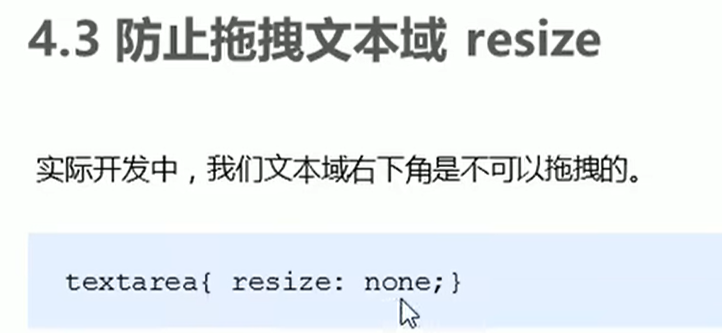 4.3 防止拖拽文本域 resize
实际开发中，我们文本域右下角是不可以拖拽的。
textarea{ resize: none;}